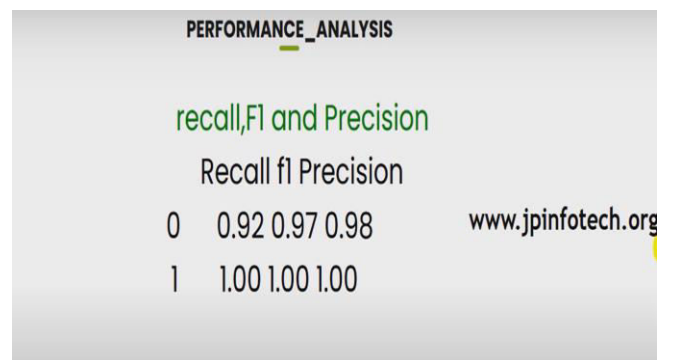 PERFORMANCE_ANALYSIS
recall,F1 and Precision
Recall f1 Precision
0 0.92 0.97 0.98
www.jpinfotech.org
1 1.00 1.00 1.00